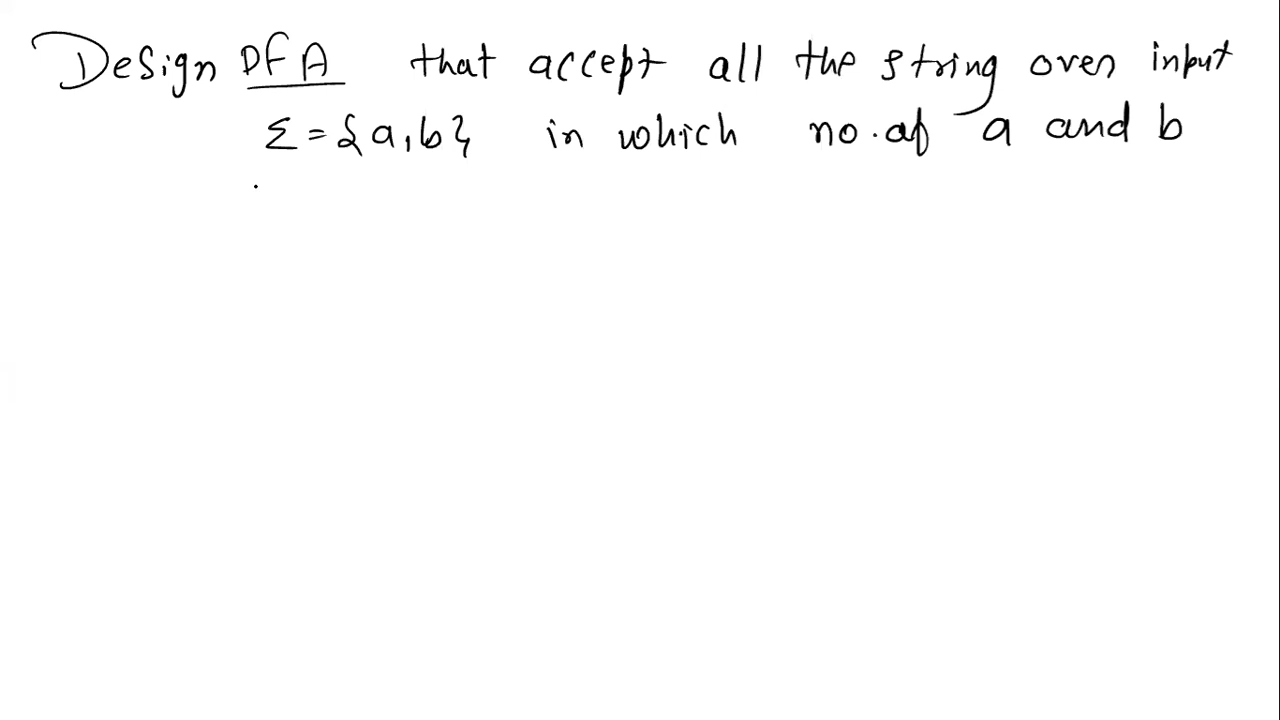 Design DFA that accept all the string over input
Σ = {a, b} in which no. of a and b